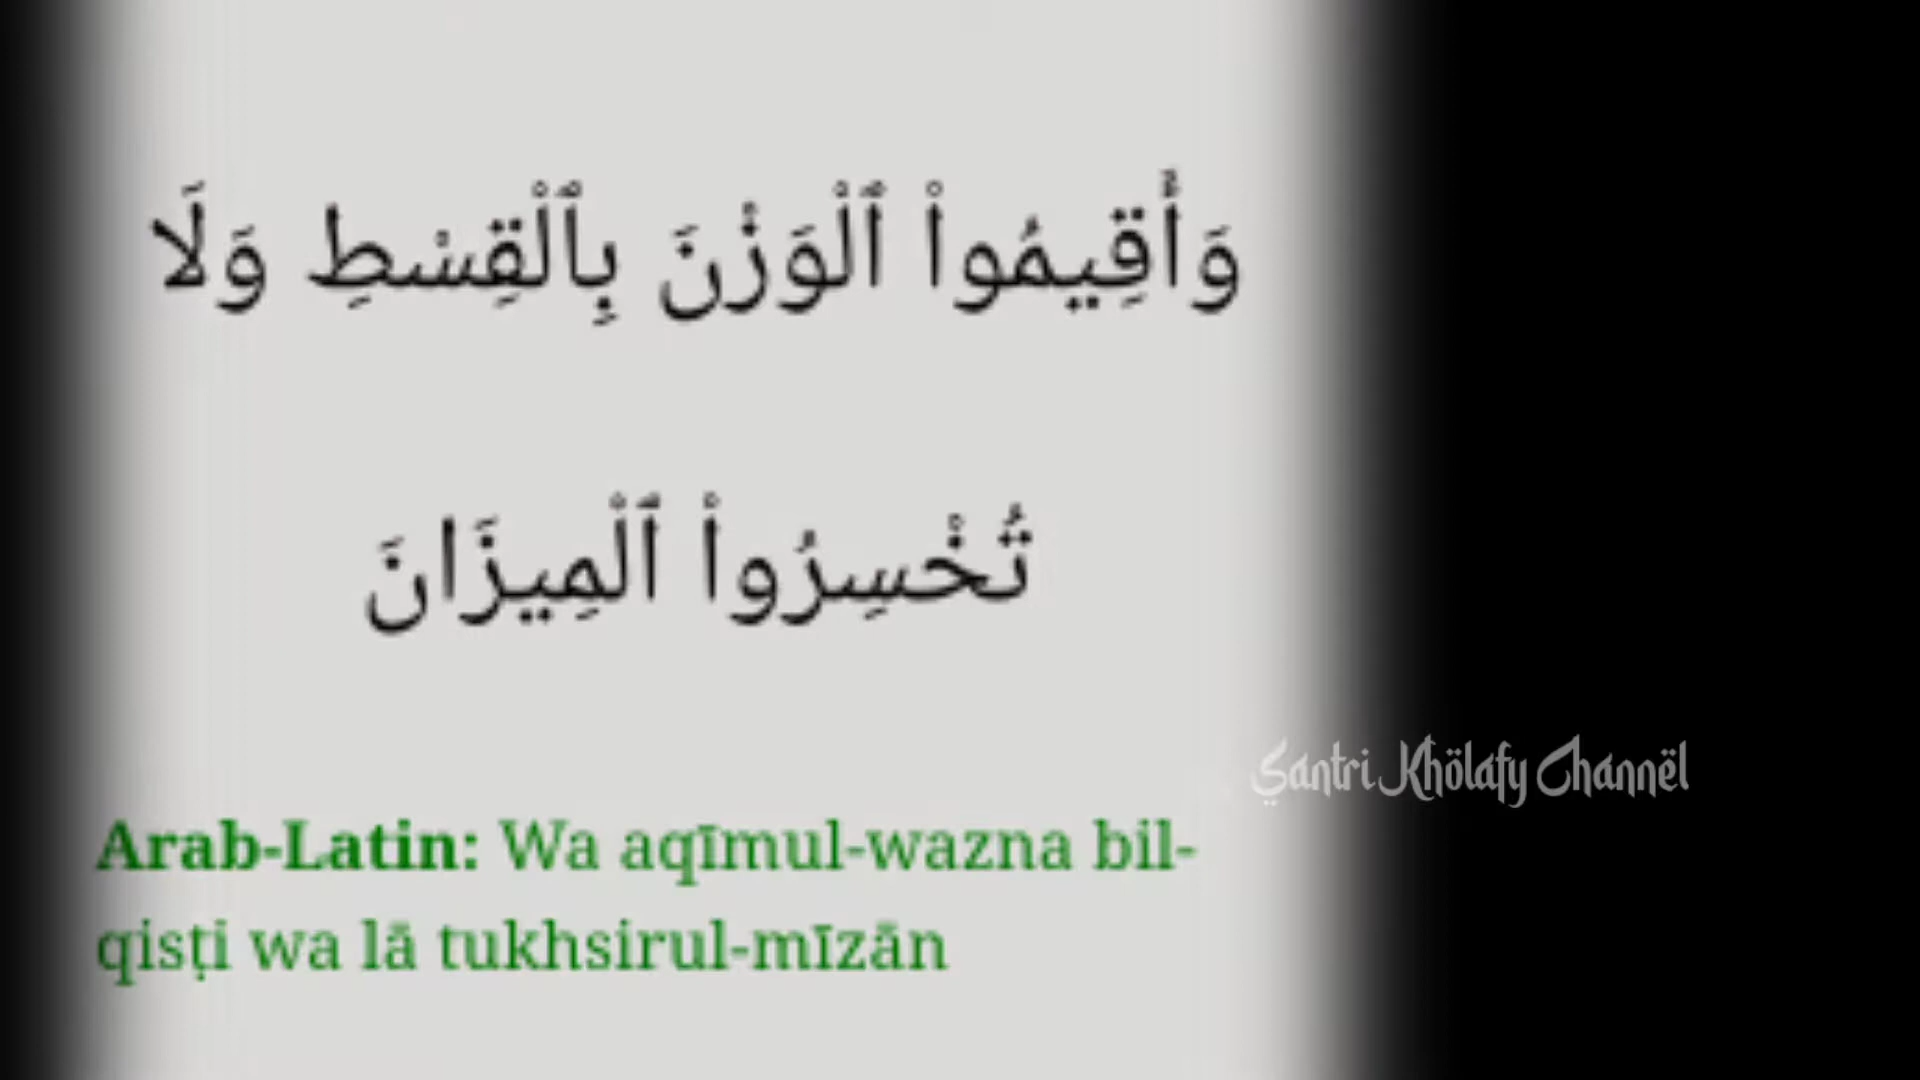 وَأَقِيمُوا۟ ٱلْوَزْنَ بِٱلْقِسْطِ وَلَا
تُخْسِرُوا۟ ٱلْمِيزَانَ
Santri Khölafy Channël
Arab-Latin: Wa aqīmul-wazna bil-
qisṭi wa lā tukhsirul-mīzān